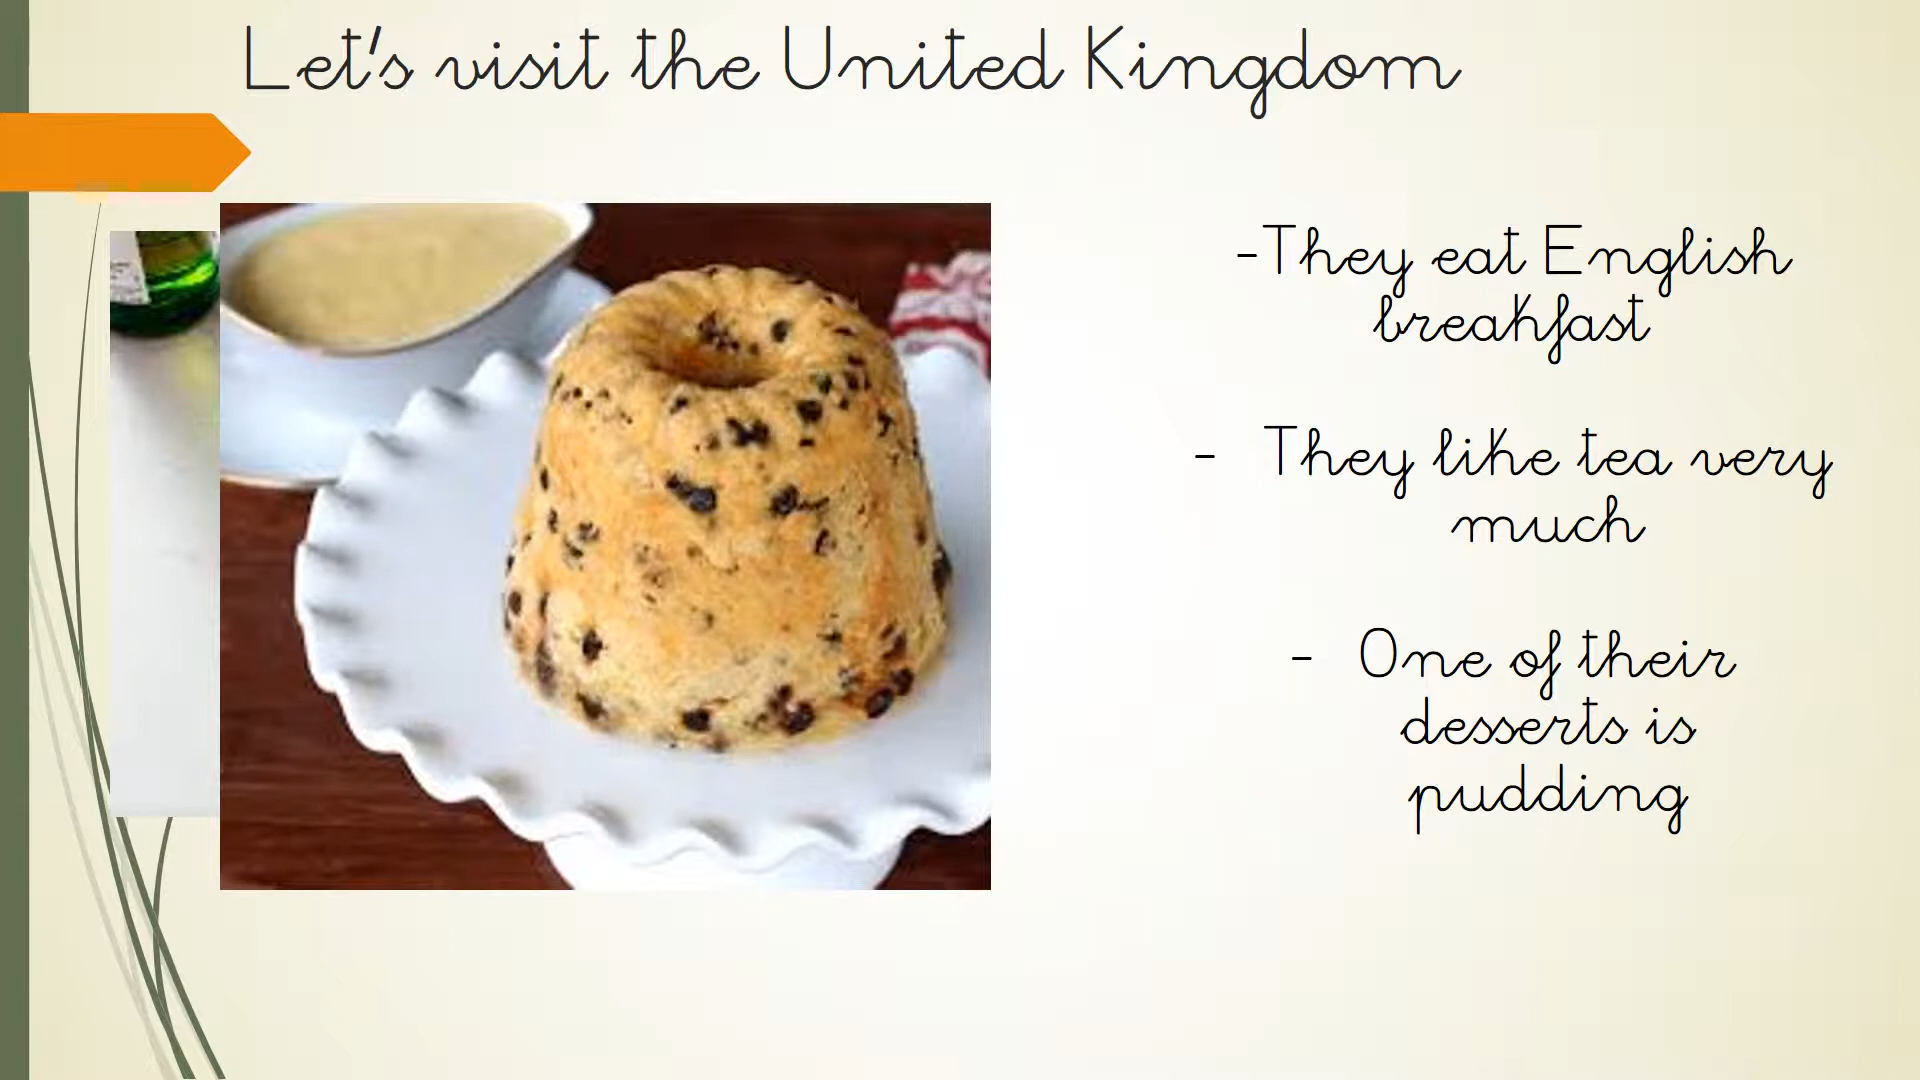 Let's visit the United Kingdom
-They eat English
breakfast
- They like tea very
much
- One of their
desserts is
pudding